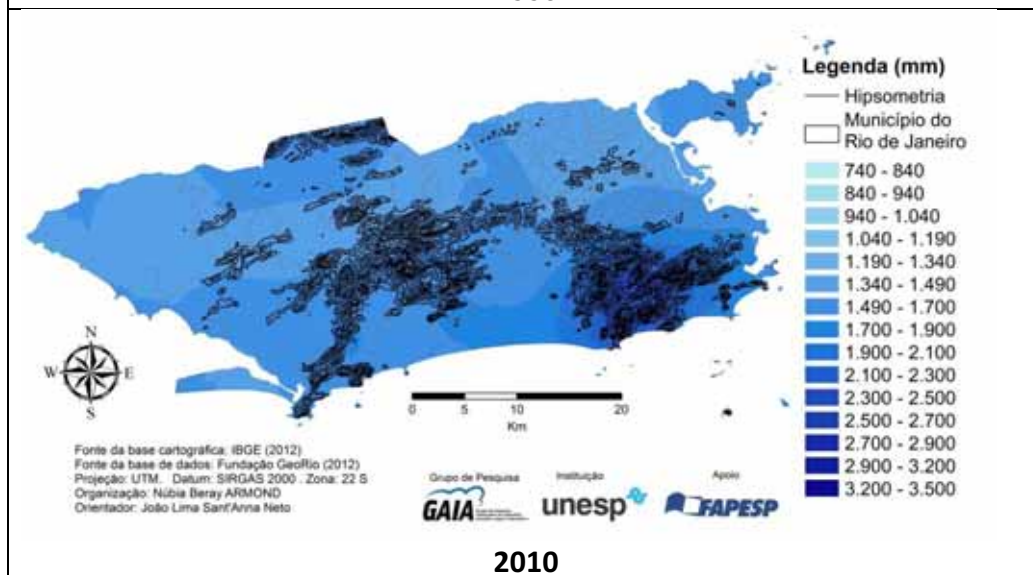 Legenda (mm)
Hipsometria
Município do
Rio de Janeiro
740 - 840
840 - 940
940 - 1.040
1.040 - 1.190
1.190 - 1.340
1.340 - 1.490
1.490 - 1.700
1.700 - 1.900
1.900 - 2.100
2.100 - 2.300
2.300 - 2.500
2.500 - 2.700
2.700 - 2.900
2.900 - 3.200
3.200 - 3.500
N
W E
S
0 5 10 20
Km
Fonte da base cartográfica: IBGE (2012)
Fonte da base de dados: Fundação GeoRio (2012)
Projeção: UTM. Datum: SIRGAS 2000 . Zona: 22 S
Organização: Núbia Beray ARMOND
Orientador: João Lima Sant'Anna Neto
Grupo de Pesquisa
GAIA
Instituição
unesp
Apoio
FAPESP
2010